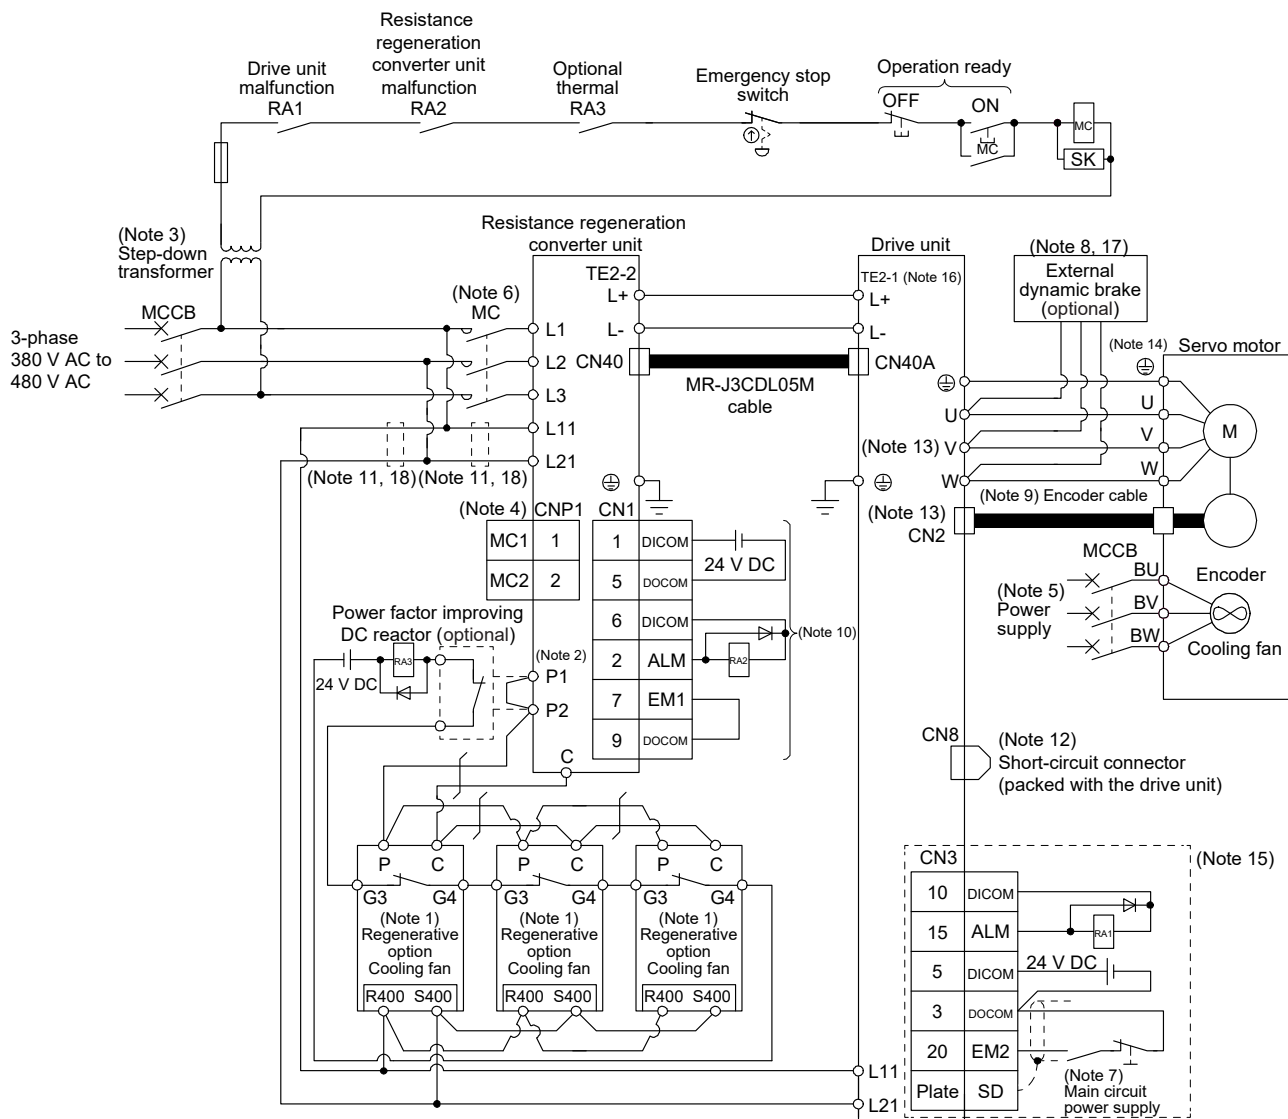 Resistance
regeneration
converter unit
malfunction
RA2
Drive unit
malfunction
RA1
Optional
thermal
RA3
Emergency stop
switch
Operation ready
OFF
ON
MC
MC
SK
(Note 3)
Step-down
transformer
MCCB
3-phase
380 V AC to
480 V AC
(Note 6)
MC
Resistance regeneration
converter unit
TE2-2
L+
L-
CN40
L1
L2
L3
L11
L21
(Note 11, 18)
(Note 11, 18)
MR-J3CDL05M
cable
Drive unit
TE2-1 (Note 16)
L+
L-
CN40A
(Note 8, 17)
External
dynamic brake
(optional)
(Note 14)
Servo motor
U
V
W
(Note 13)
U
V
W
M
(Note 9) Encoder cable
(Note 13)
CN2
MCCB
(Note 5)
Power
supply
BU
BV
BW
Encoder
Cooling fan
(Note 4)
CNP1
MC1 1
MC2 2
CN1
1 DICOM
5 DOCOM
6 DICOM
2 ALM
7 EM1
9 DOCOM
24 V DC
RA2
(Note 10)
Power factor improving
DC reactor (optional)
RA3
24 V DC
(Note 2)
P1
P2
C
CN8
(Note 12)
Short-circuit connector
(packed with the drive unit)
P C
G3 G4
(Note 1)
Regenerative
option
Cooling fan
R400 S400
P C
G3 G4
(Note 1)
Regenerative
option
Cooling fan
R400 S400
P C
G3 G4
(Note 1)
Regenerative
option
Cooling fan
R400 S400
L11
L21
CN3
(Note 15)
10 DICOM
15 ALM
5 DICOM
3 DOCOM
20 EM2
Plate SD
RA1
24 V DC
(Note 7)
Main circuit
power supply